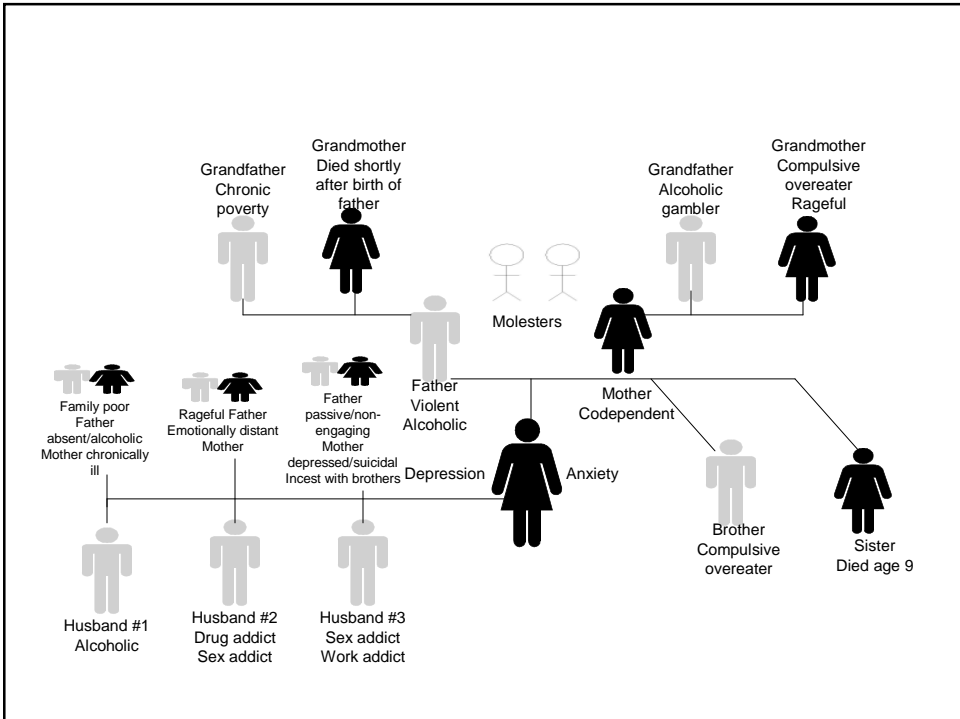 Grandfather
Chronic
poverty
Grandmother
Died shortly
after birth of
father
Grandfather
Alcoholic
gambler
Grandmother
Compulsive
overeater
Rageful
Molesters
Father
Violent
Alcoholic
Mother
Codependent
Family poor
Father
absent/alcoholic
Mother chronically
ill
Rageful Father
Emotionally distant
Mother
Father
passive/non-
engaging
Mother
depressed/suicidal
Incest with brothers
Depression
Anxiety
Brother
Compulsive
overeater
Sister
Died age 9
Husband #1
Alcoholic
Husband #2
Drug addict
Sex addict
Husband #3
Sex addict
Work addict